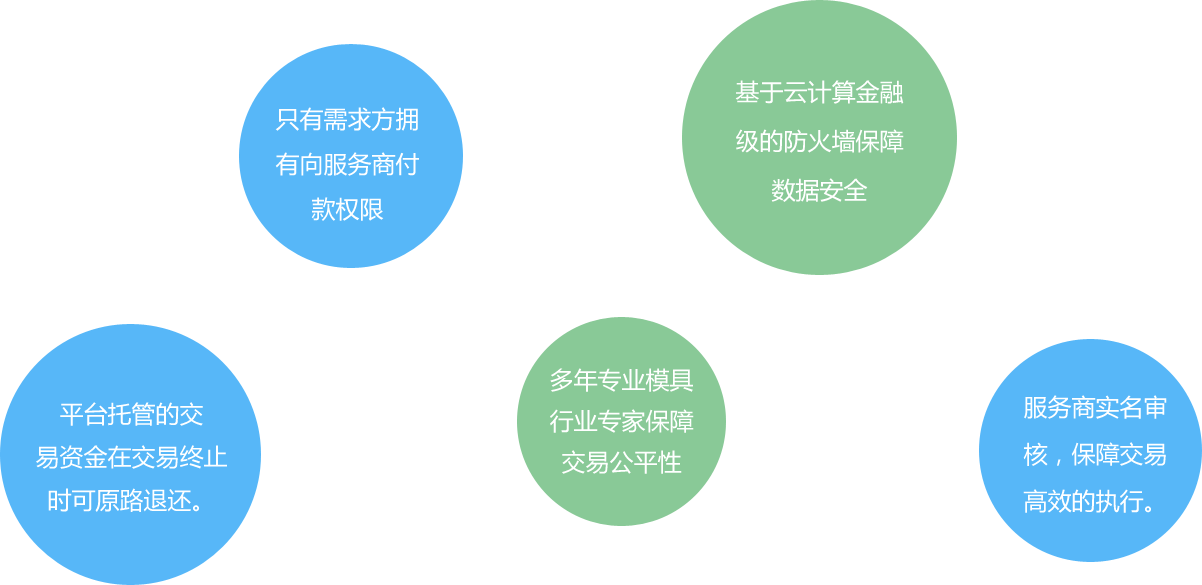 只有需求方拥
有向服务商付
款权限
基于云计算金融
级的防火墙保障
数据安全
平台托管的交
易资金在交易终止
时可原路退还。
多年专业模具
行业专家保障
交易公平性
服务商实名审
核，保障交易
高效的执行。